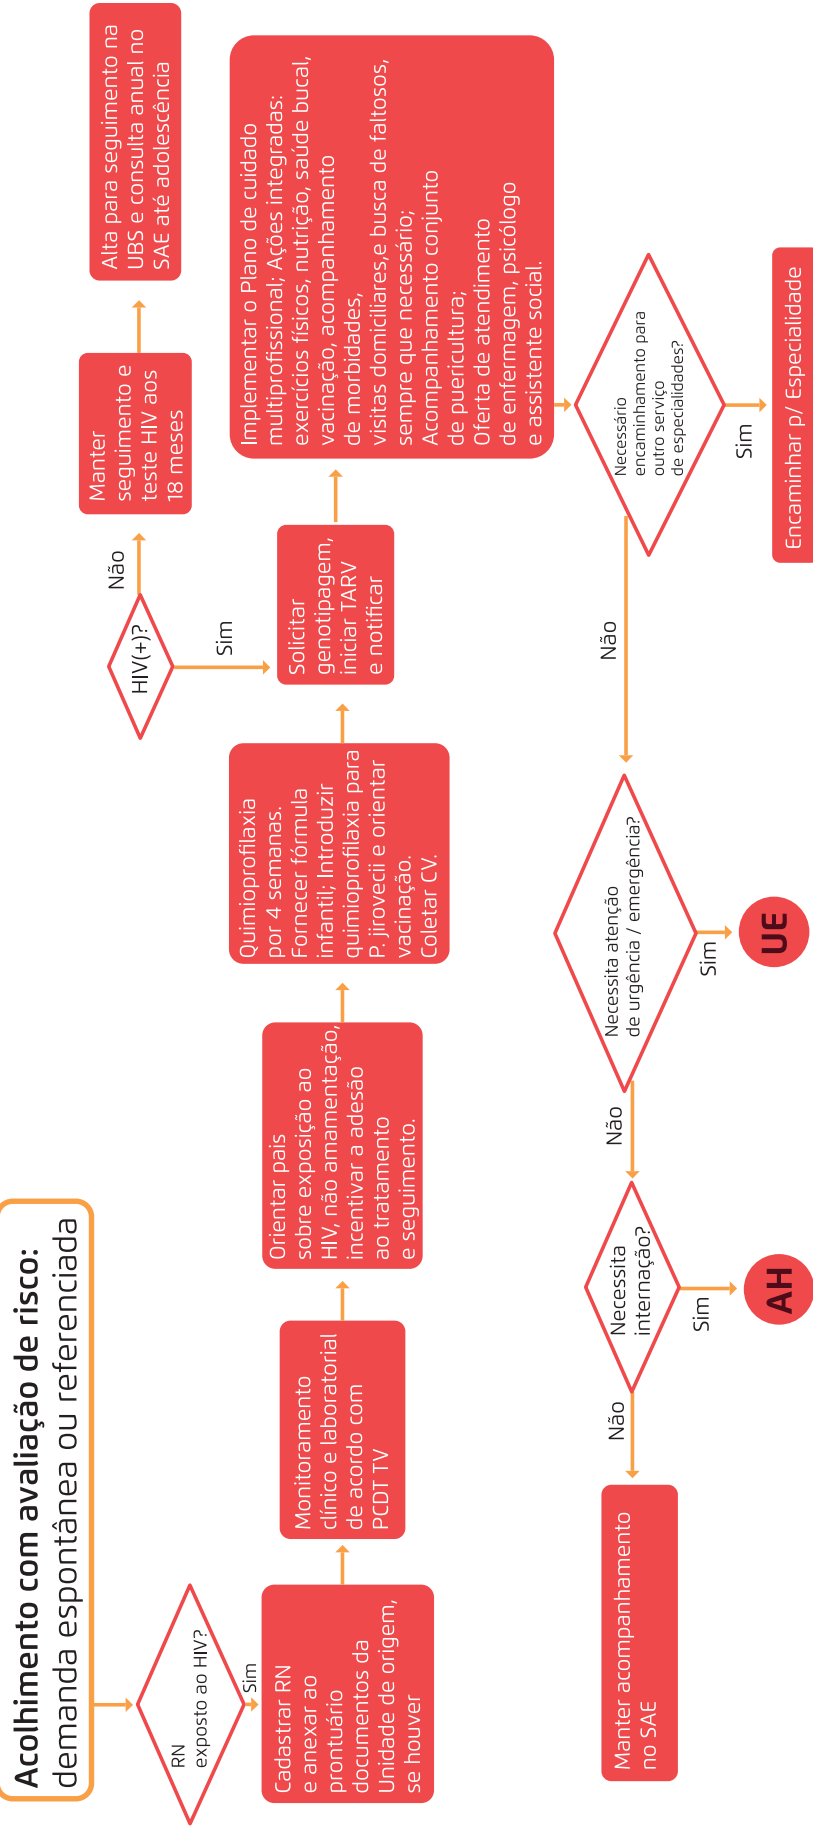 Acolhimento com avaliação de risco:
demanda espontânea ou referenciada
RN
exposto ao HIV?
Sim
Cadastrar RN
e anexar ao
prontuário
documentos da
Unidade de origem,
se houver
Monitoramento
clínico e laboratorial
de acordo com
PCDT TV
Orientar pais
sobre exposição ao
HIV, não amamentação,
incentivar a adesão
ao tratamento
e seguimento.
Quimioprofilaxia
por 4 semanas.
Fornecer fórmula
infantil; Introduzir
quimioprofilaxia para
P. jirovecii e orientar
vacinação.
Coletar CV.
HIV(+)?
Não
Manter
seguimento e
teste HIV aos
18 meses
Alta para seguimento na
UBS e consulta anual no
SAE até adolescência
Sim
Solicitar
genotipagem,
iniciar TARV
e notificar
Implementar o Plano de cuidado
multiprofissional; Ações integradas:
exercícios físicos, nutrição, saúde bucal,
vacinação, acompanhamento
de morbidades,
visitas domiciliares,e busca de faltosos,
sempre que necessário;
Acompanhamento conjunto
de puericultura;
Oferta de atendimento
de enfermagem, psicólogo
e assistente social.
Necessário
encaminhamento para
outro serviço
de especialidades?
Sim
Encaminhar p/ Especialidade
Não
Necessita atenção
de urgência / emergência?
Sim
UE
Não
Necessita
internação?
Sim
AH
Não
Manter acompanhamento
no SAE